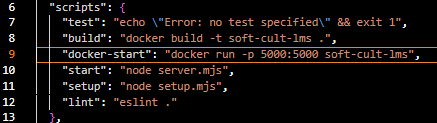 6 "scripts": {
7 "test": "echo \"Error: no test specified\" && exit 1",
8 "build": "docker build -t soft-cult-lms .",
9 "docker-start": "docker run -p 5000:5000 soft-cult-lms",
10 "start": "node server.mjs",
11 "setup": "node setup.mjs",
12 "lint": "eslint ."
13 },